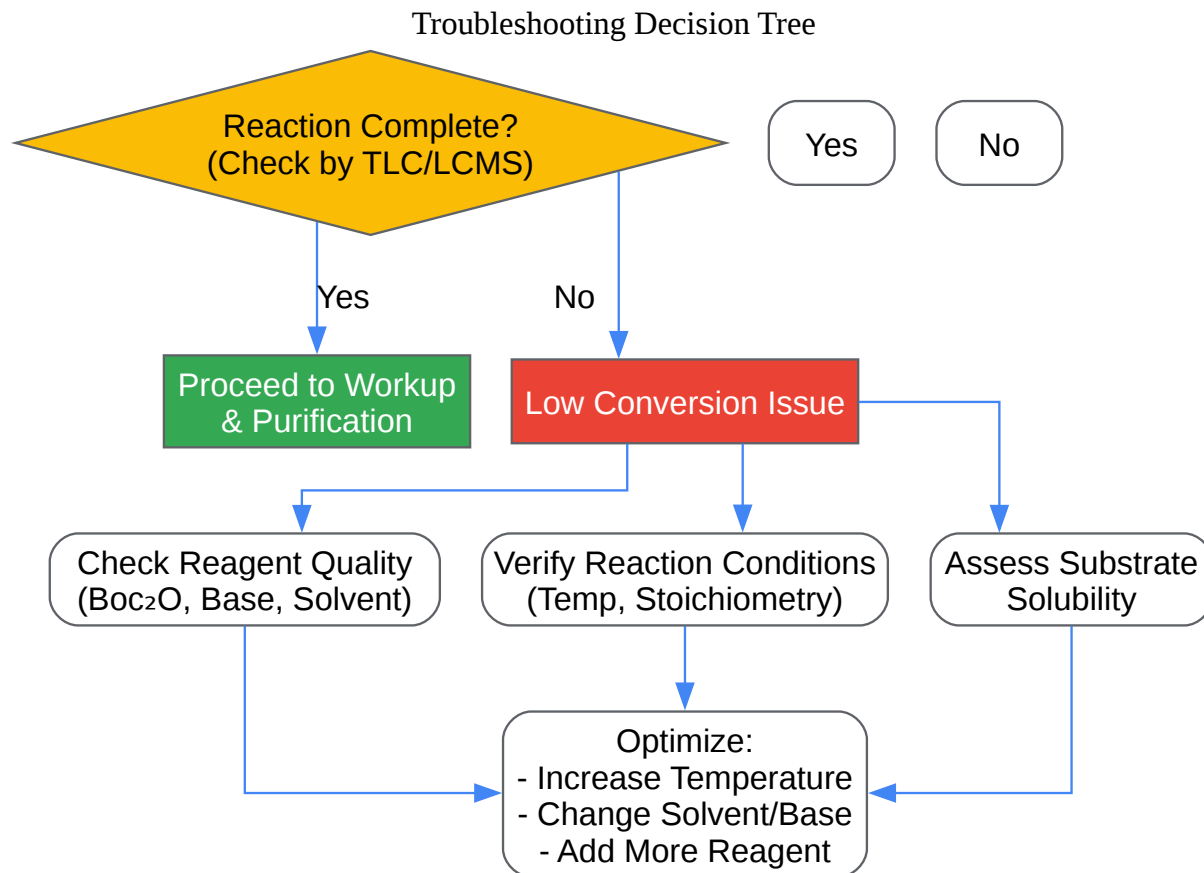 Troubleshooting Decision Tree
Reaction Complete?
(Check by TLC/LCMS)
Yes
No
Yes
No
Proceed to Workup
& Purification
Low Conversion Issue
Check Reagent Quality
(Boc₂O, Base, Solvent)
Verify Reaction Conditions
(Temp, Stoichiometry)
Assess Substrate
Solubility
Optimize:
- Increase Temperature
- Change Solvent/Base
- Add More Reagent